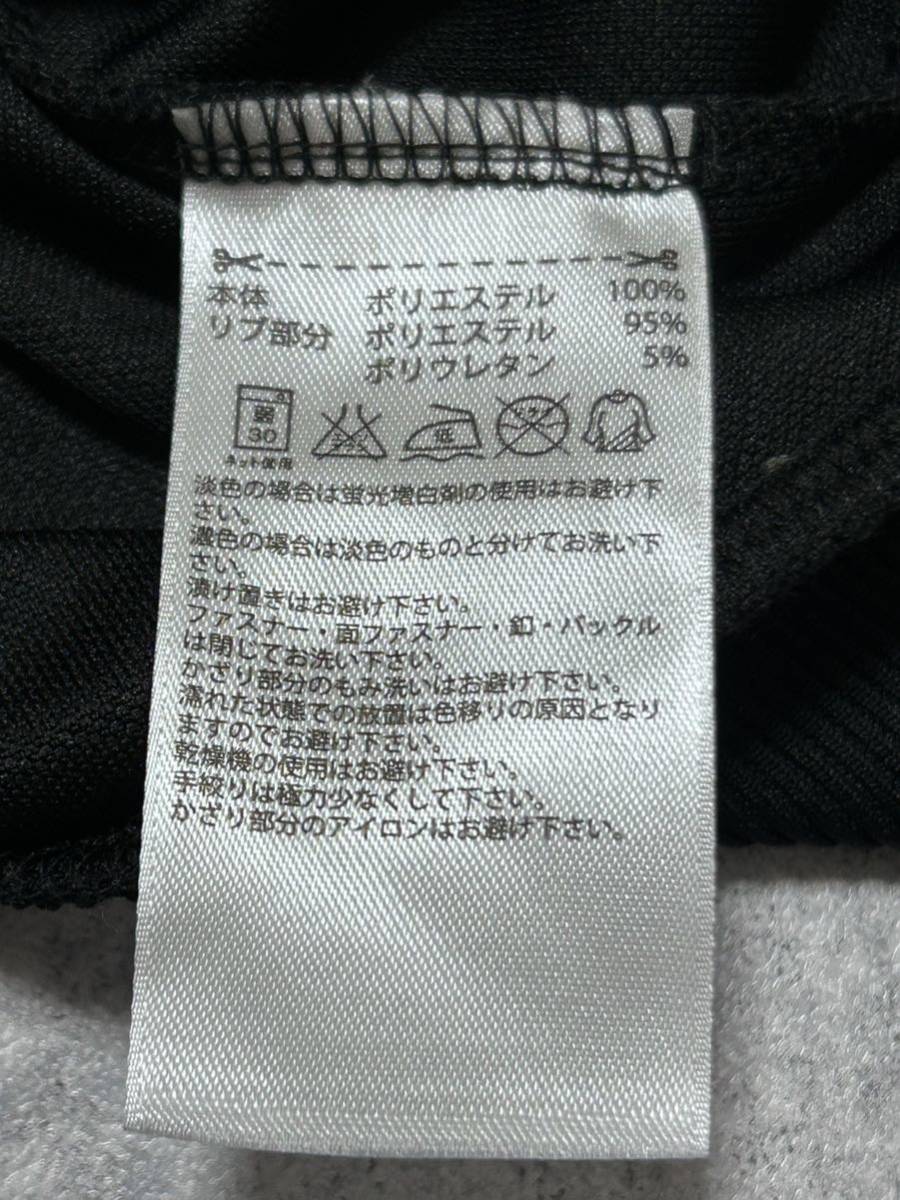 本体 ポリエステル 100%
リブ部分 ポリエステル 95%
ポリウレタン 5%
弱
30
ネット使用
エンソ
低
ドライ
淡色の場合は蛍光増白剤の使用はお避け下
さい。
濃色の場合は淡色のものと分けてお洗い下
さい。
漬け置きはお避け下さい。
ファスナー・面ファスナー・釦・バックル
は閉じてお洗い下さい。
かざり部分のもみ洗いはお避け下さい。
濡れた状態での放置は色移りの原因となり
ますのでお避け下さい。
乾燥機の使用はお避け下さい。
手絞りは極力少なくして下さい。
かざり部分のアイロンはお避け下さい。